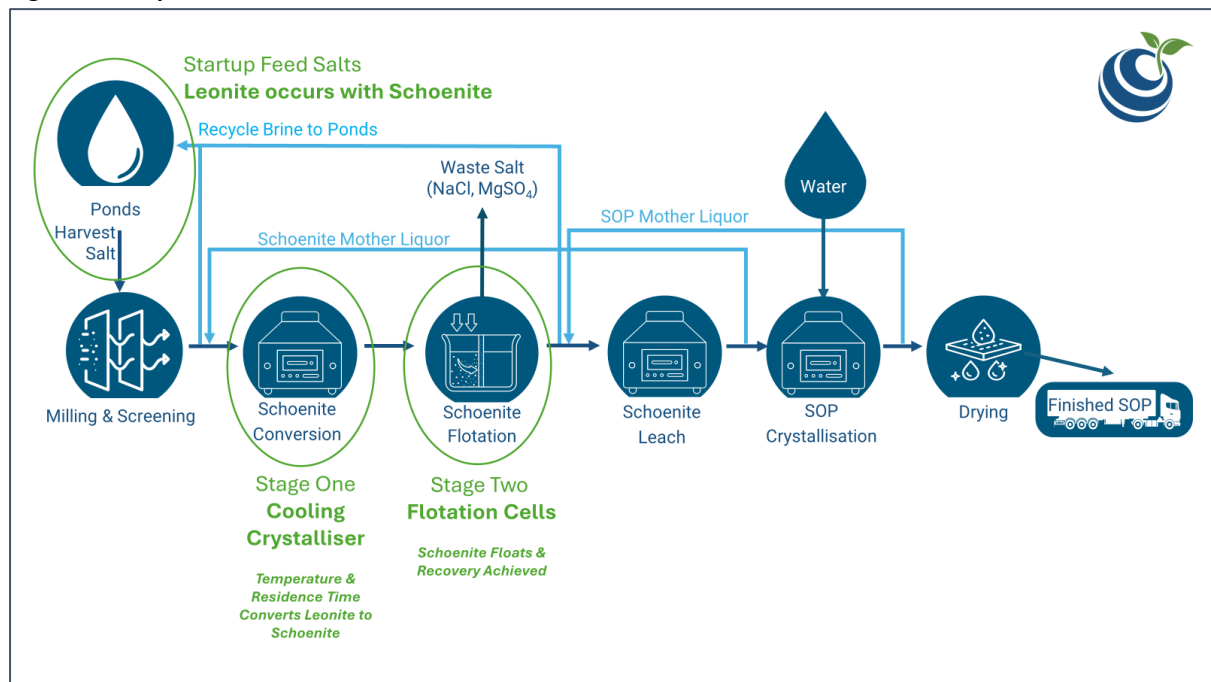 Startup Feed Salts
Leonite occurs with Schoenite
Recycle Brine to Ponds
Waste Salt
(NaCl, MgSO₄)
Water
Ponds
Harvest
Salt
Schoenite Mother Liquor
SOP Mother Liquor
Milling & Screening
Schoenite
Conversion
Schoenite
Flotation
Schoenite
Leach
SOP
Crystallisation
Drying
Finished SOP
Stage One
Cooling
Crystalliser
Temperature &
Residence Time
Converts Leonite to
Schoenite
Stage Two
Flotation Cells
Schoenite Floats &
Recovery Achieved